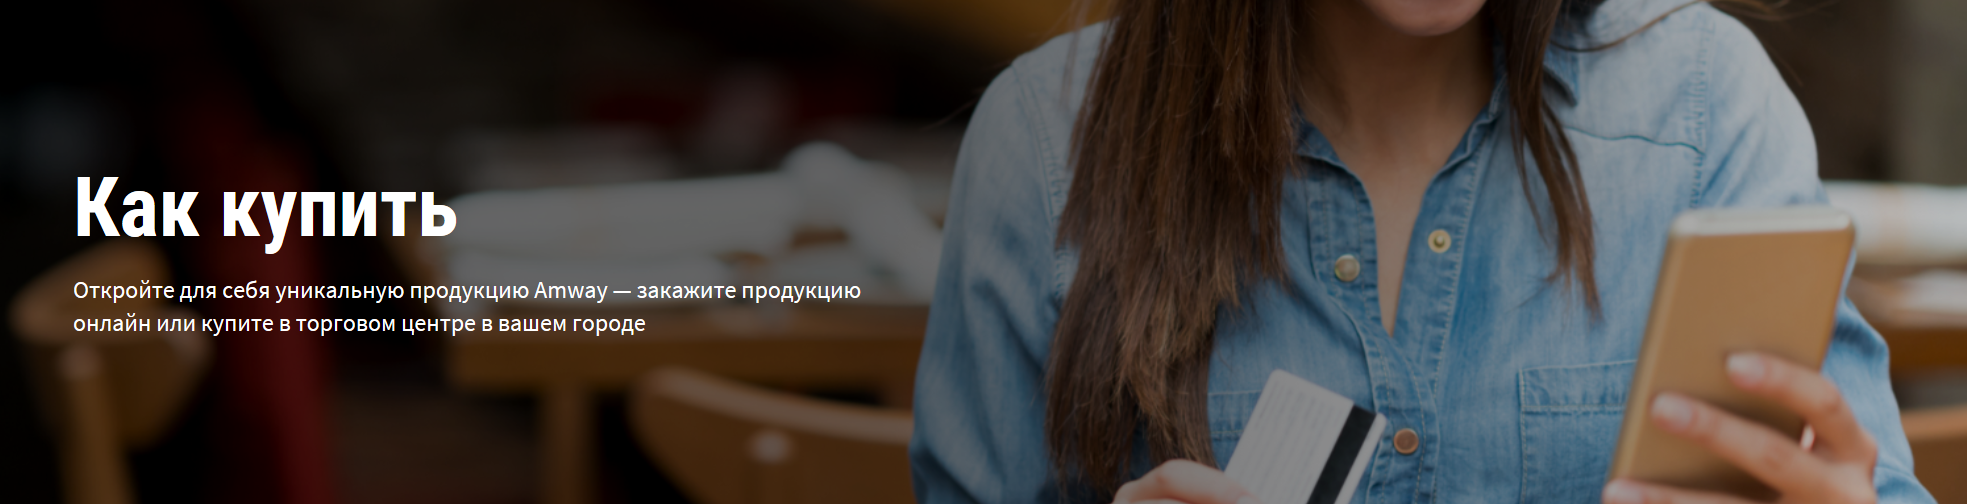 Как купить
Откройте для себя уникальную продукцию Amway — закажите продукцию
онлайн или купите в торговом центре в вашем городе